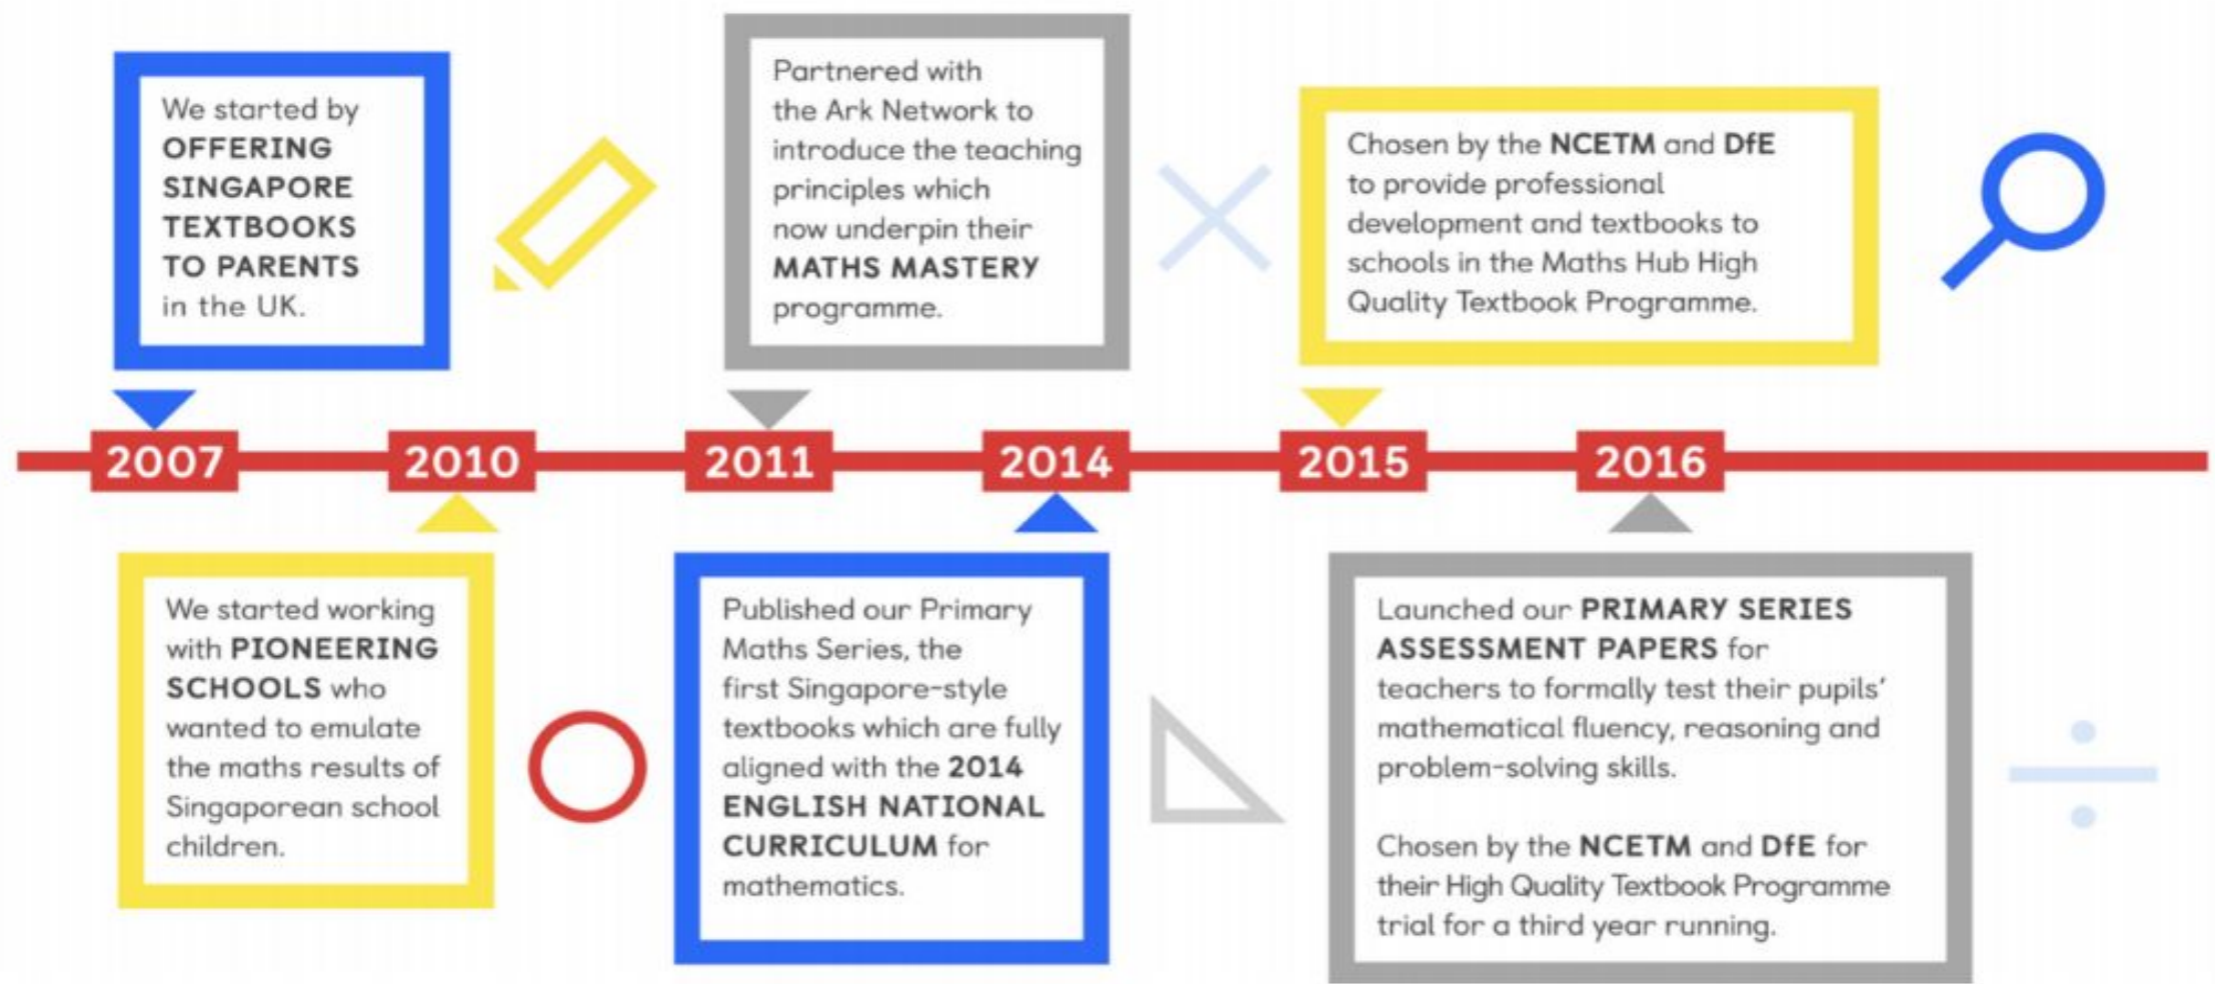 We started by
OFFERING
SINGAPORE
TEXTBOOKS
TO PARENTS
in the UK.
Partnered with
the Ark Network to
introduce the teaching
principles which
now underpin their
MATHS MASTERY
programme.
Chosen by the NCETM and DfE
to provide professional
development and textbooks to
schools in the Maths Hub High
Quality Textbook Programme.
2007
2010
2011
2014
2015
2016
We started working
with PIONEERING
SCHOOLS who
wanted to emulate
the maths results of
Singaporean school
children.
Published our Primary
Maths Series, the
first Singapore-style
textbooks which are fully
aligned with the 2014
ENGLISH NATIONAL
CURRICULUM for
mathematics.
Launched our PRIMARY SERIES
ASSESSMENT PAPERS for
teachers to formally test their pupils'
mathematical fluency, reasoning and
problem-solving skills.
Chosen by the NCETM and DfE for
their High Quality Textbook Programme
trial for a third year running.